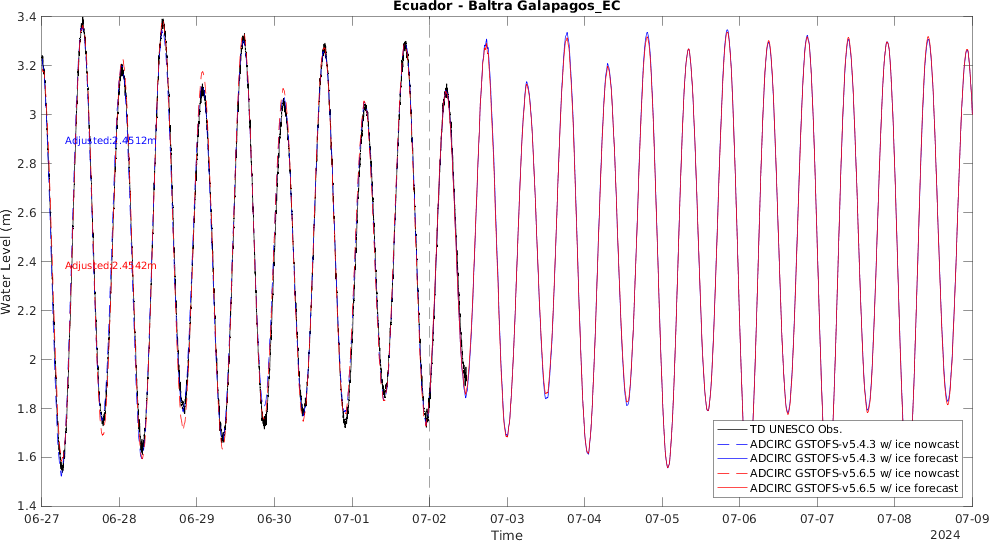 Ecuador - Baltra Galapagos_EC
3.4
3.2
3
2.8
2.6
2.4
2.2
2
1.8
1.6
1.4
Water Level (m)
Adjusted:2.4512m
Adjusted:2.4542m
TD UNESCO Obs.
ADCIRC GSTOFS-v5.4.3 w/ ice nowcast
ADCIRC GSTOFS-v5.4.3 w/ ice forecast
ADCIRC GSTOFS-v5.6.5 w/ ice nowcast
ADCIRC GSTOFS-v5.6.5 w/ ice forecast
06-27 06-28 06-29 06-30 07-01 07-02 07-03 07-04 07-05 07-06 07-07 07-08 07-09
Time
2024